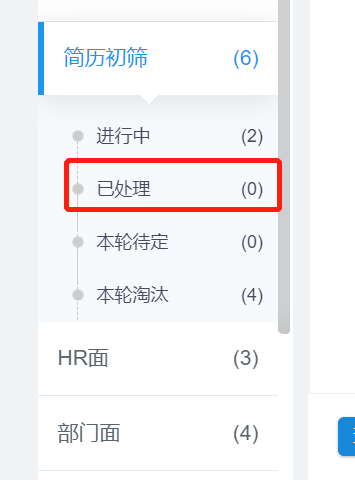 简历初筛 (6)
进行中 (2)
已处理 (0)
本轮待定 (0)
本轮淘汰 (4)
HR面 (3)
部门面 (4)